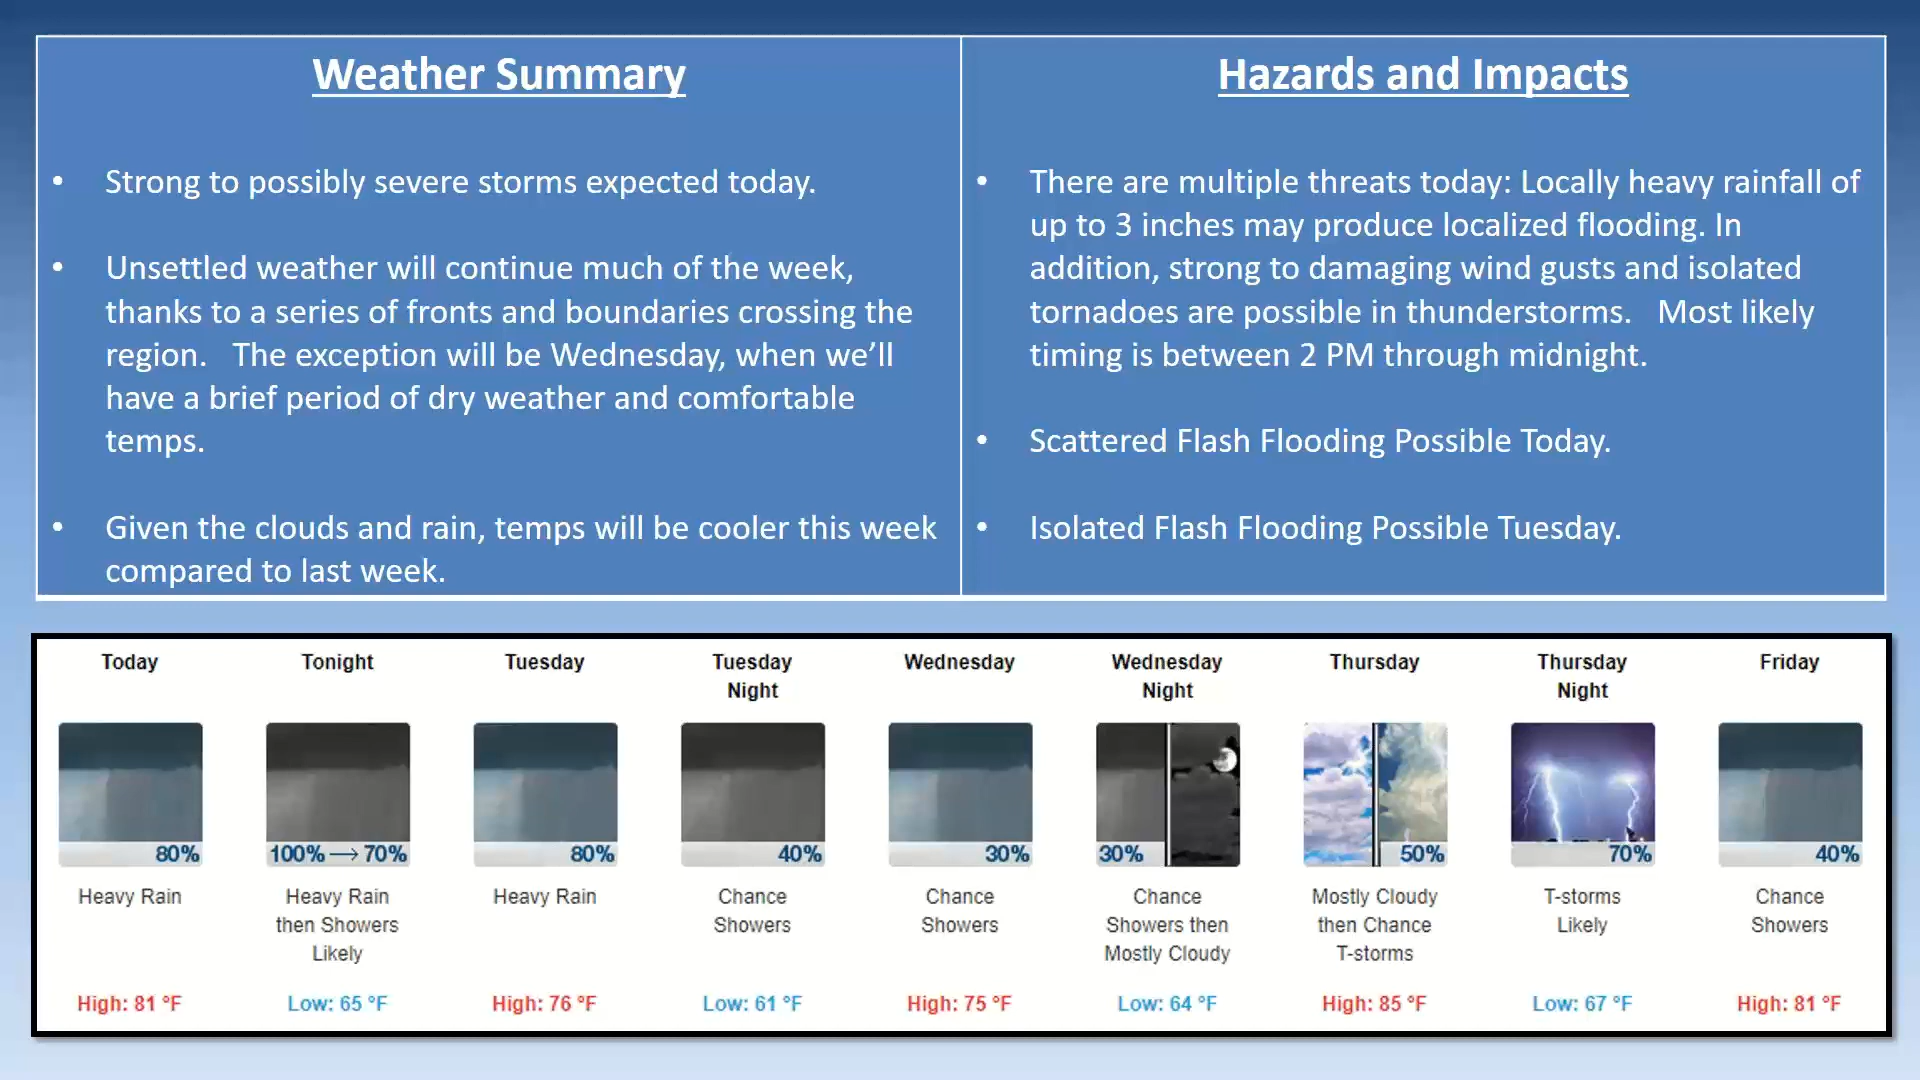 Weather Summary
• Strong to possibly severe storms expected today.
• Unsettled weather will continue much of the week,
thanks to a series of fronts and boundaries crossing the
region.   The exception will be Wednesday, when we’ll
have a brief period of dry weather and comfortable
temps.
• Given the clouds and rain, temps will be cooler this week
compared to last week.
Hazards and Impacts
• There are multiple threats today: Locally heavy rainfall of
up to 3 inches may produce localized flooding. In
addition, strong to damaging wind gusts and isolated
tornadoes are possible in thunderstorms.   Most likely
timing is between 2 PM through midnight.
• Scattered Flash Flooding Possible Today.
• Isolated Flash Flooding Possible Tuesday.
Today
80%
Heavy Rain
High: 81 °F
Tonight
100% → 70%
Heavy Rain
then Showers
Likely
Low: 65 °F
Tuesday
80%
Heavy Rain
High: 76 °F
Tuesday
Night
40%
Chance
Showers
Low: 61 °F
Wednesday
30%
Chance
Showers
High: 75 °F
Wednesday
Night
30%
Chance
Showers then
Mostly Cloudy
Low: 64 °F
Thursday
50%
Mostly Cloudy
then Chance
T-storms
High: 85 °F
Thursday
Night
70%
T-storms
Likely
Low: 67 °F
Friday
40%
Chance
Showers
High: 81 °F